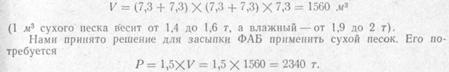 V = (7,3 + 7,3) × (7,3 + 7,3) × 7,3 = 1560 м³
(1 м³ сухого песка весит от 1,4 до 1,6 т, а влажный — от 1,9 до 2 т).
Нами принято решение для засыпки ФАБ применить сухой песок. Его по-
требуется
P = 1,5×V = 1,5 × 1560 = 2340 т.